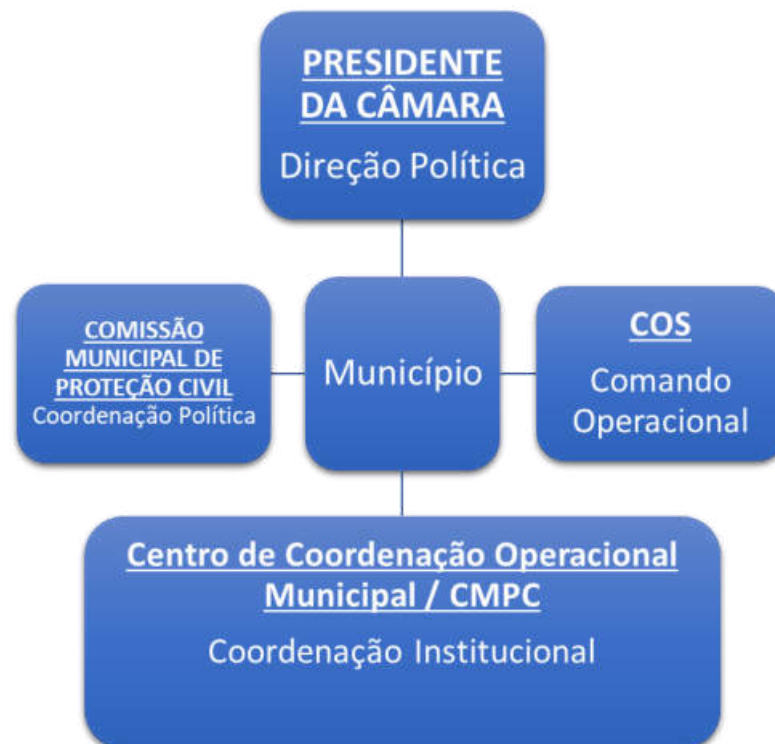 PRESIDENTE
DA CÂMARA
Direção Política
COMISSÃO
MUNICIPAL DE
PROTEÇÃO CIVIL
Coordenação Política
Município
COS
Comando
Operacional
Centro de Coordenação Operacional
Municipal / CMPC
Coordenação Institucional